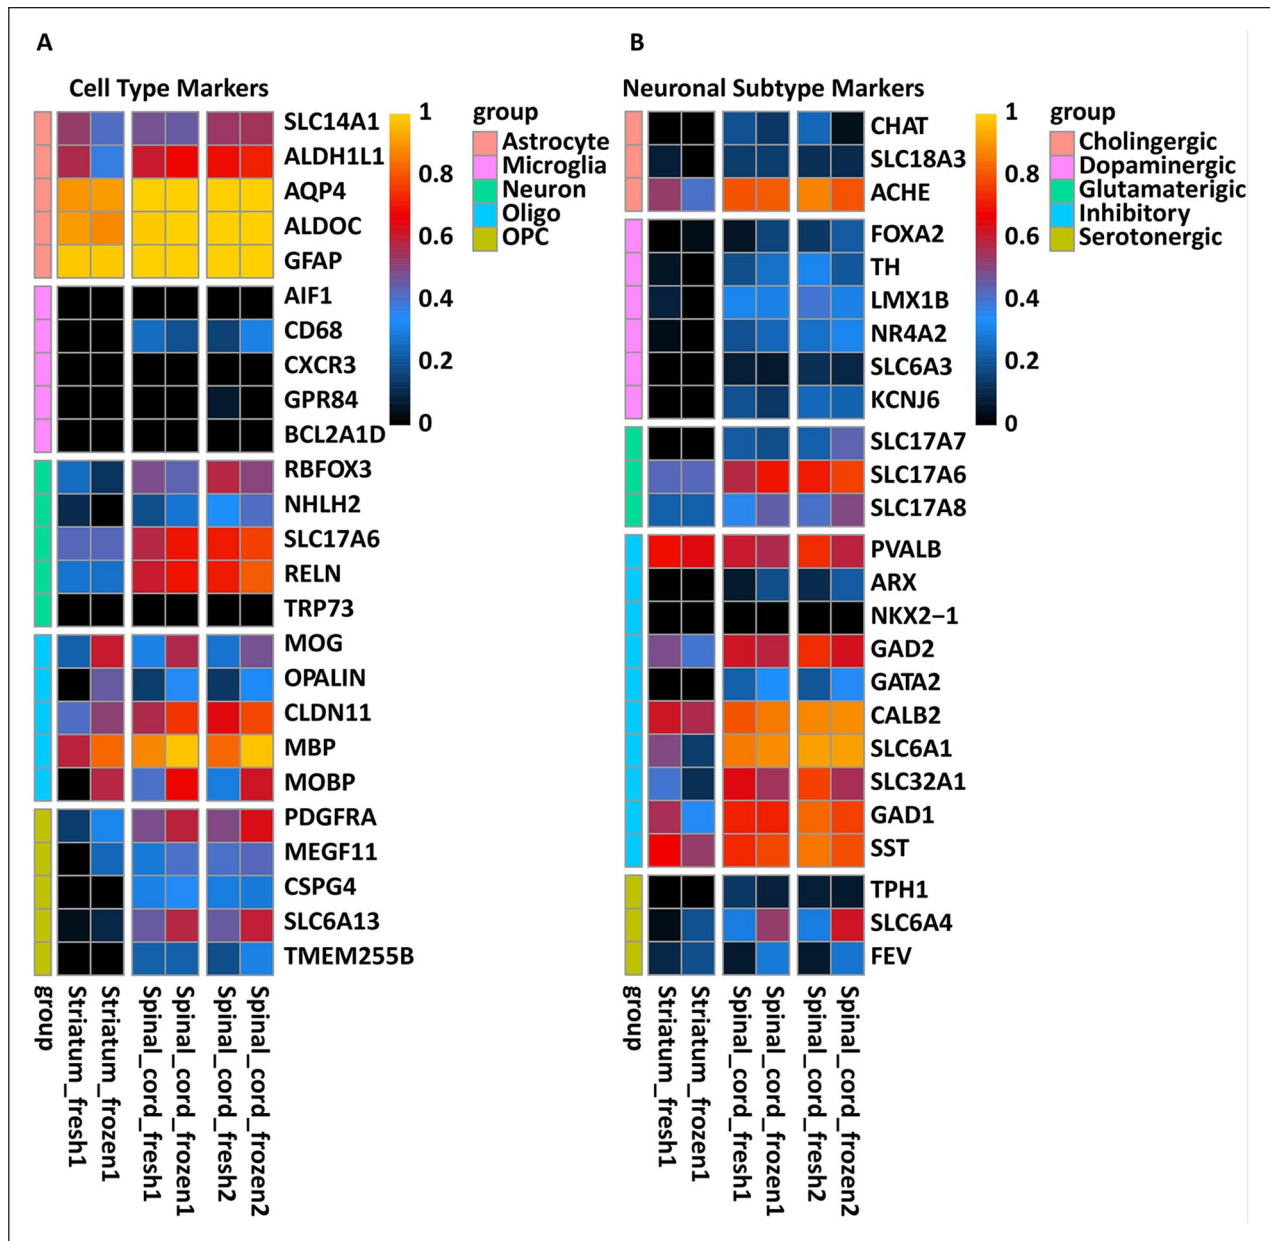 A
Cell Type Markers
SLC14A1
ALDH1L1
AQP4
ALDOC
GFAP
AIF1
CD68
CXCR3
GPR84
BCL2A1D
RBFOX3
NHLH2
SLC17A6
RELN
TRP73
MOG
OPALIN
CLDN11
MBP
MOBP
PDGFRA
MEGF11
CSPG4
SLC6A13
TMEM255B
1
0.8
0.6
0.4
0.2
0
group
Astrocyte
Microglia
Neuron
Oligo
OPC
group
Striatum_fresh1
Striatum_frozen1
Spinal_cord_fresh1
Spinal_cord_frozen1
Spinal_cord_fresh2
Spinal_cord_frozen2
B
Neuronal Subtype Markers
CHAT
SLC18A3
ACHE
FOXA2
TH
LMX1B
NR4A2
SLC6A3
KCNJ6
SLC17A7
SLC17A6
SLC17A8
PVALB
ARX
NKX2−1
GAD2
GATA2
CALB2
SLC6A1
SLC32A1
GAD1
SST
TPH1
SLC6A4
FEV
1
0.8
0.6
0.4
0.2
0
group
Cholingergic
Dopaminergic
Glutamaterigic
Inhibitory
Serotonergic
group
Striatum_fresh1
Striatum_frozen1
Spinal_cord_fresh1
Spinal_cord_frozen1
Spinal_cord_fresh2
Spinal_cord_frozen2